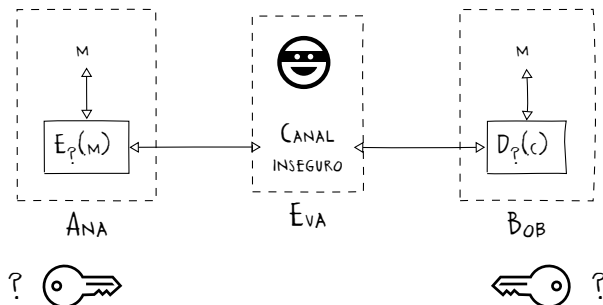 M
E?(M)
ANA
CANAL
INSEGURO
EVA
M
D?(C)
BOB
?
?